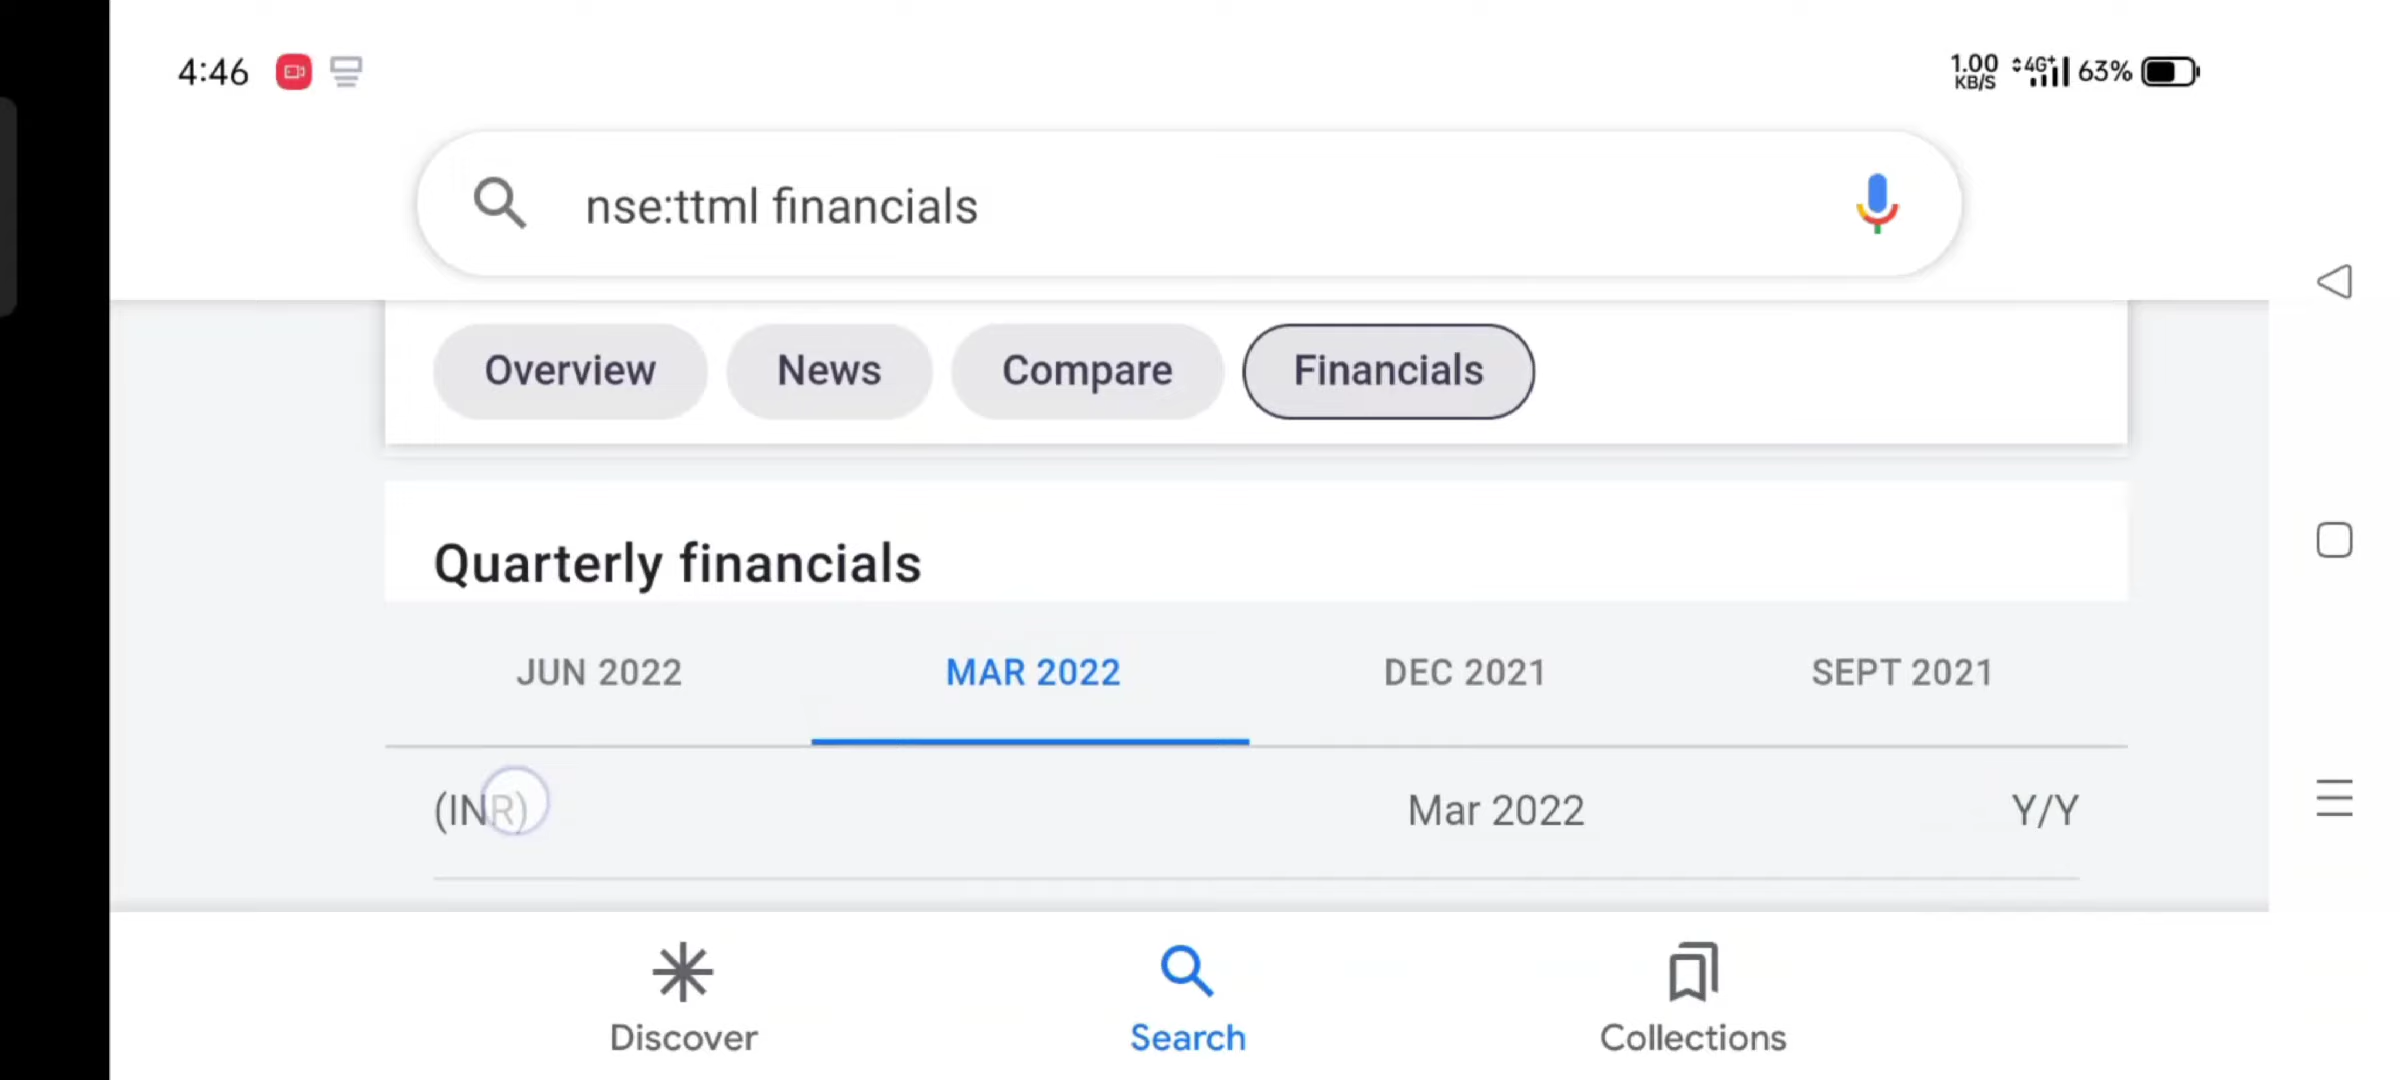 4:46
1.00 KB/S 4G+ 63%
nse:ttml financials
Overview News Compare Financials
Quarterly financials
JUN 2022 MAR 2022 DEC 2021 SEPT 2021
(INR) Mar 2022 Y/Y
Discover Search Collections